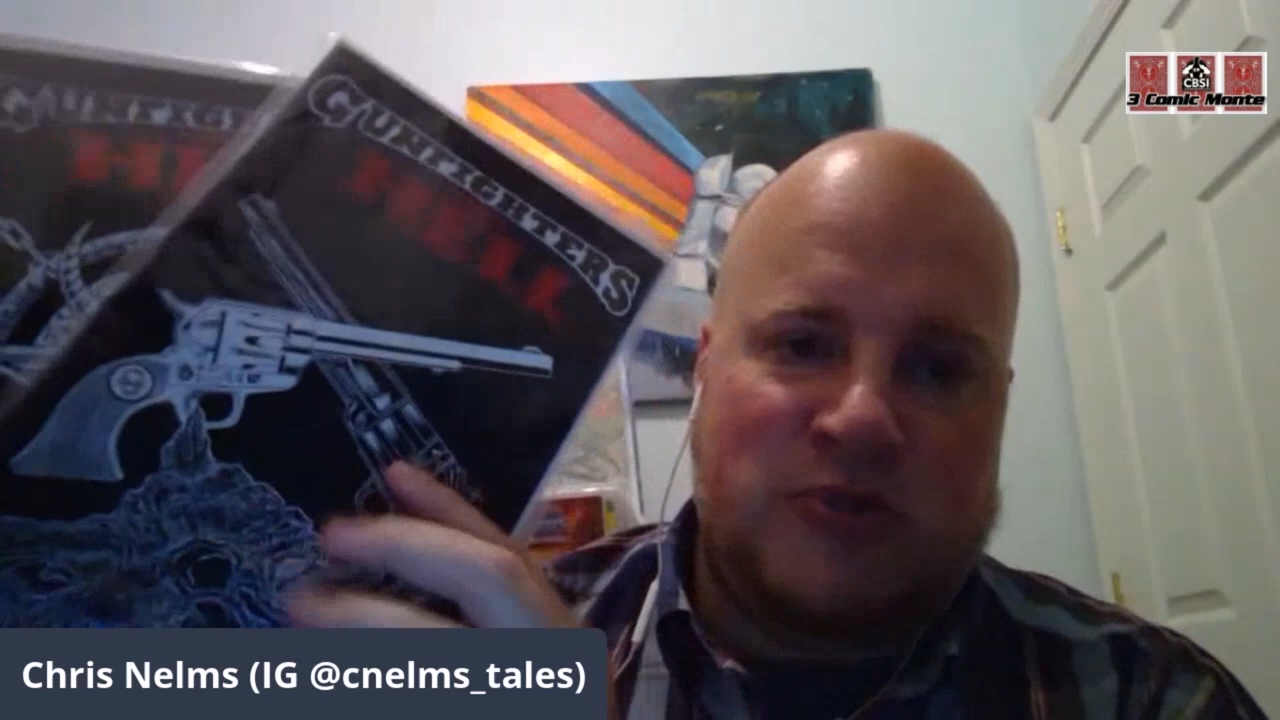 GUNFIGHTERS
HELL
CBSI
3 Comic Monte
Chris Nelms (IG @cnelms_tales)